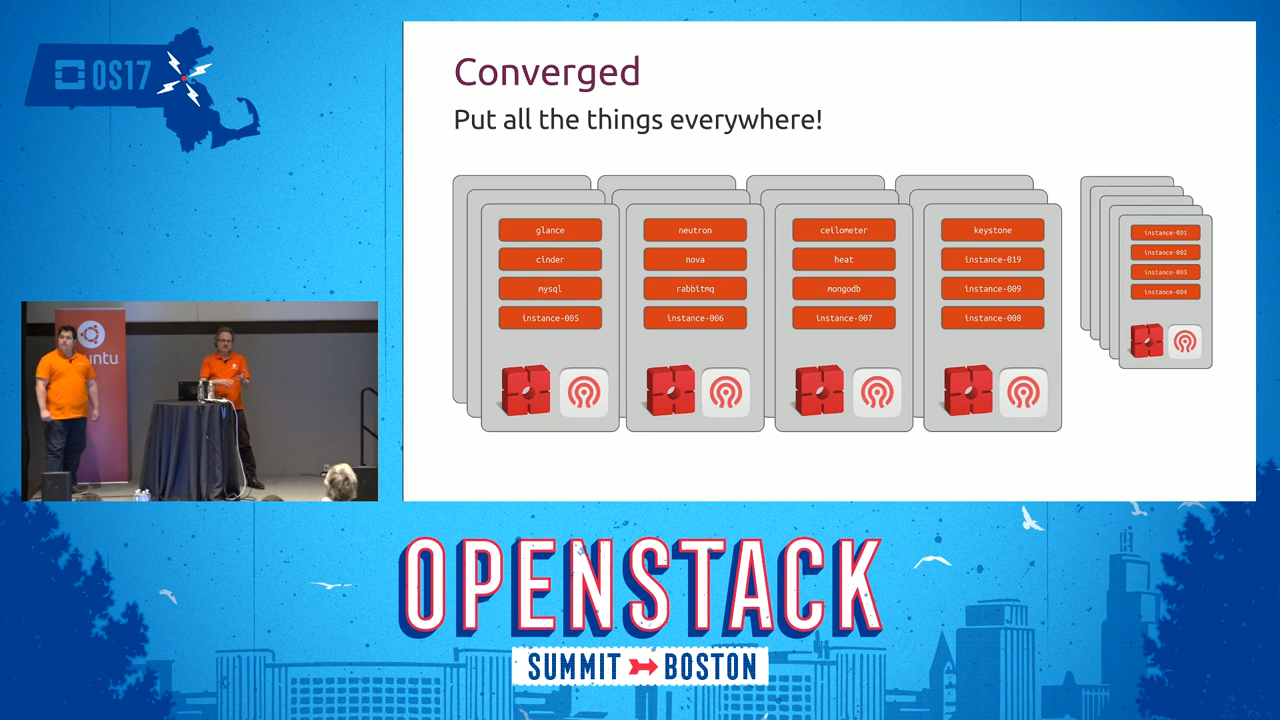 OS17
Converged
Put all the things everywhere!
glance
cinder
mysql
instance-005
neutron
nova
rabbitmq
instance-006
ceilometer
heat
mongodb
instance-007
keystone
instance-019
instance-009
instance-008
instance-001
instance-002
instance-003
instance-004
untu
OPENSTACK
SUMMIT BOSTON